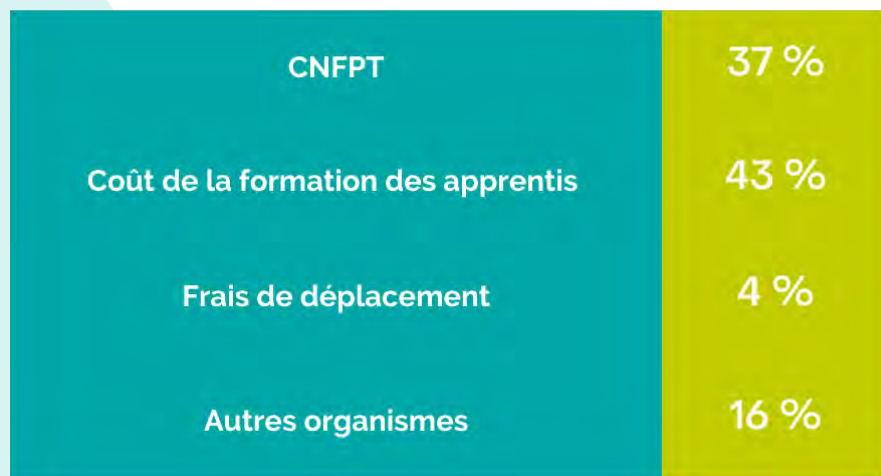 CNFPT 37 %
Coût de la formation des apprentis 43 %
Frais de déplacement 4 %
Autres organismes 16 %